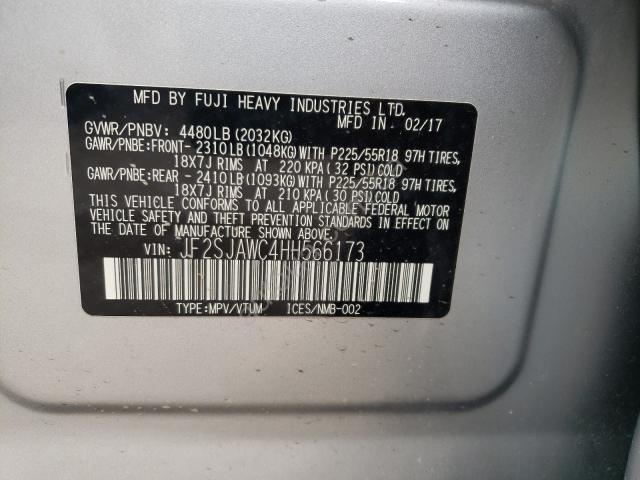 MFD BY FUJI HEAVY INDUSTRIES LTD.
MFD IN 02/17
GVWR/PNBV: 4480LB (2032KG)
GAWR/PNBE:FRONT- 2310LB(1048KG)WITH P225/55R18 97H TIRES,
18X7J RIMS AT 220 KPA(32 PSI)COLD
GAWR/PNBE:REAR - 2410LB(1093KG)WITH P225/55R18 97H TIRES,
18X7J RIMS AT 210 KPA(30 PSI)COLD
THIS VEHICLE CONFORMS TO ALL APPLICABLE FEDERAL MOTOR
VEHICLE SAFETY AND THEFT PREVENTION STANDARDS IN EFFECT ON
THE DATE OF MANUFACTURE SHOWN ABOVE.
VIN: JF2SJAWC4HH566173
TYPE:MPV/VTUM ICES/NMB-002